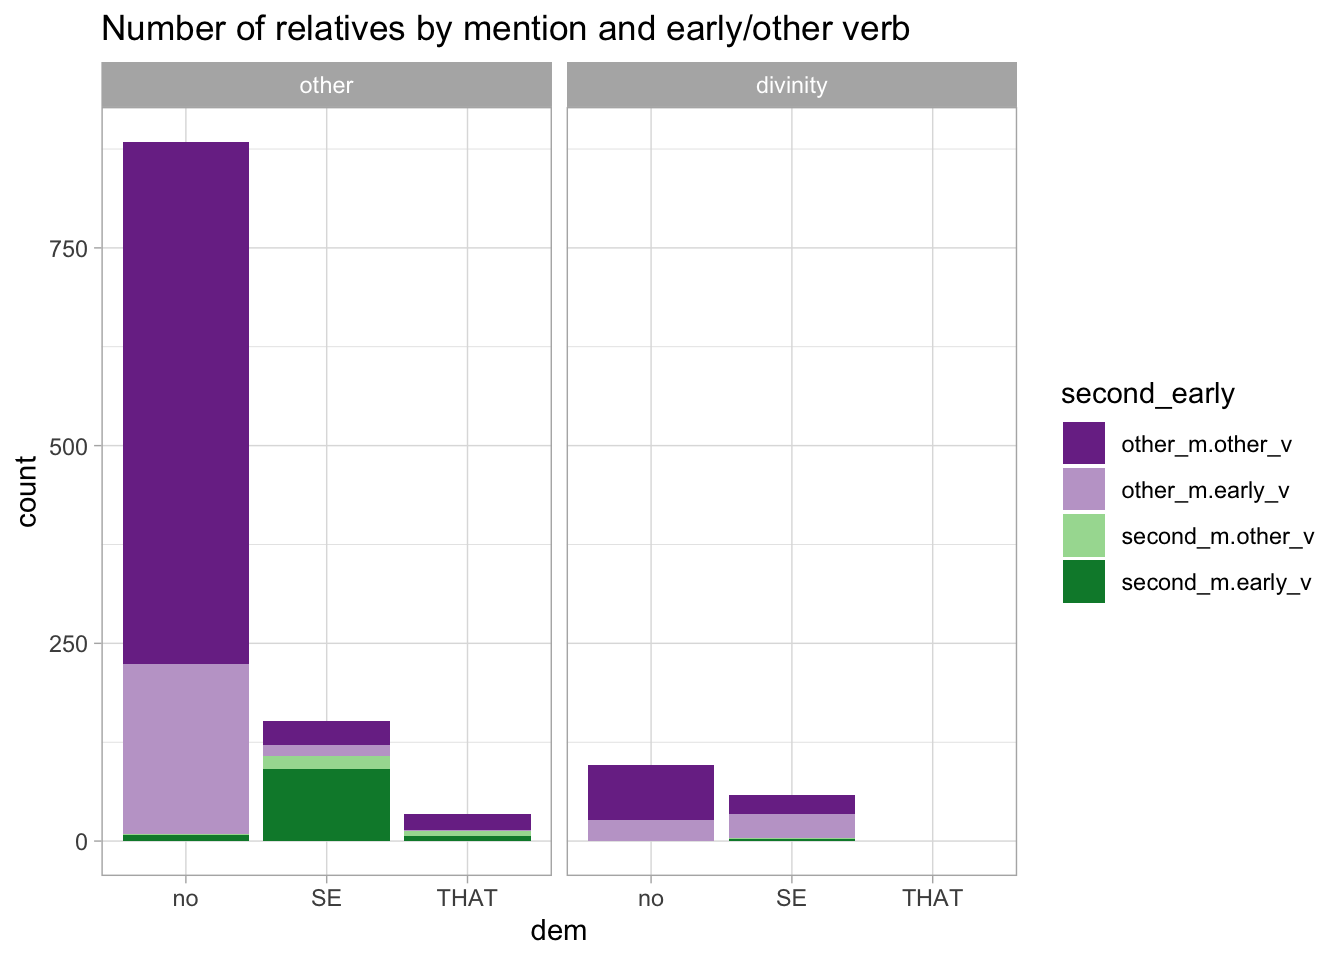 Number of relatives by mention and early/other verb
other
divinity
750
500
250
0
count
no
SE
THAT
no
SE
THAT
dem
second_early
other_m.other_v
other_m.early_v
second_m.other_v
second_m.early_v